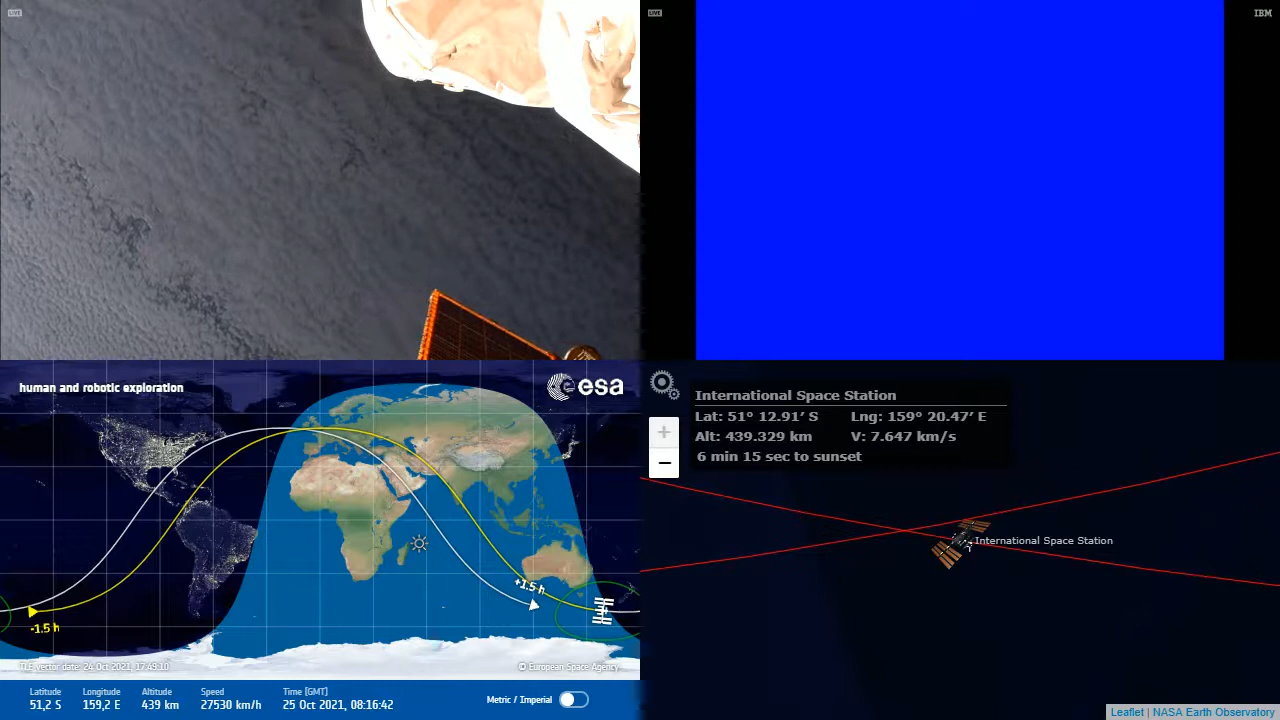 LIVE
LIVE
IBM
human and robotic exploration
esa
+1.5 h
-1.5 h
TLE vector date: 24 Oct 2021, 17:49:10
© European Space Agency
Latitude
51,2 S
Longitude
159,2 E
Altitude
439 km
Speed
27530 km/h
Time [GMT]
25 Oct 2021, 08:16:42
Metric / Imperial
International Space Station
Lat: 51° 12.91′ S Lng: 159° 20.47′ E
Alt: 439.329 km V: 7.647 km/s
6 min 15 sec to sunset
+
−
International Space Station
Leaflet | NASA Earth Observatory